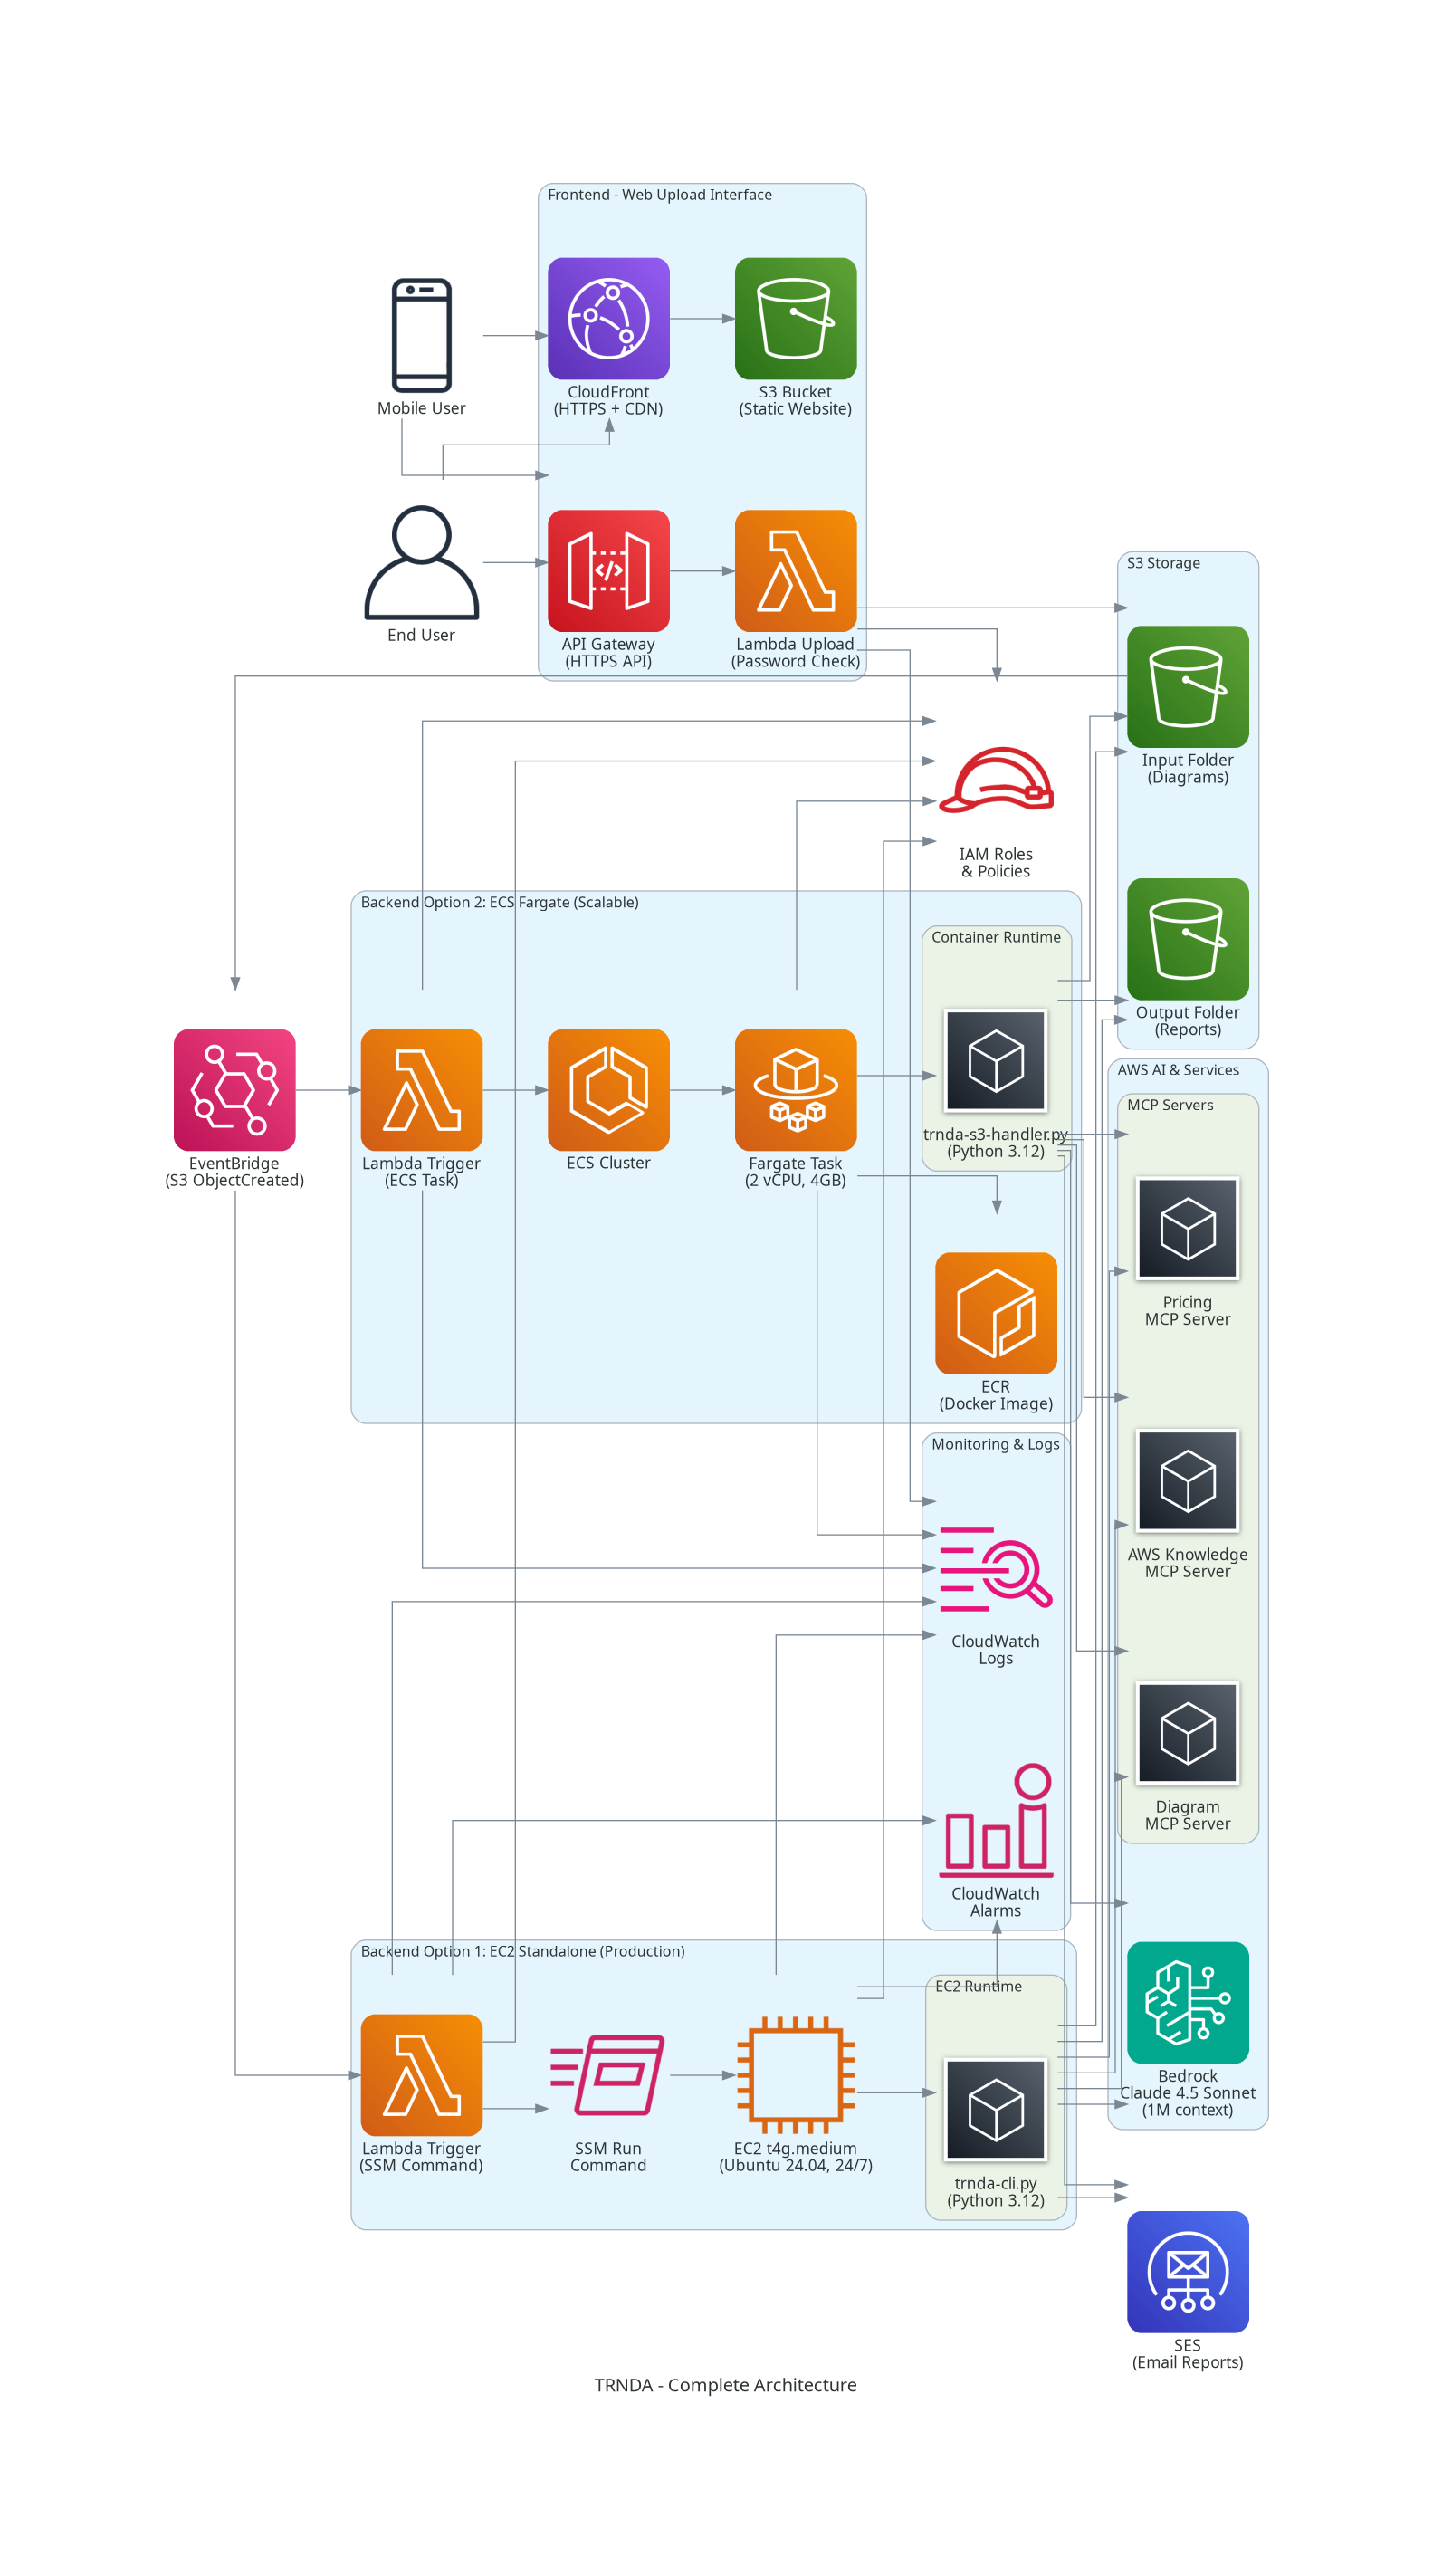 Frontend - Web Upload Interface
Mobile User
CloudFront
(HTTPS + CDN)
S3 Bucket
(Static Website)
End User
API Gateway
(HTTPS API)
Lambda Upload
(Password Check)
S3 Storage
Input Folder
(Diagrams)
Output Folder
(Reports)
IAM Roles
& Policies
Backend Option 2: ECS Fargate (Scalable)
Container Runtime
EventBridge
(S3 ObjectCreated)
Lambda Trigger
(ECS Task)
ECS Cluster
Fargate Task
(2 vCPU, 4GB)
trnda-s3-handler.py
(Python 3.12)
ECR
(Docker Image)
AWS AI & Services
MCP Servers
Pricing
MCP Server
AWS Knowledge
MCP Server
Diagram
MCP Server
Bedrock
Claude 4.5 Sonnet
(1M context)
Monitoring & Logs
CloudWatch
Logs
CloudWatch
Alarms
Backend Option 1: EC2 Standalone (Production)
EC2 Runtime
Lambda Trigger
(SSM Command)
SSM Run
Command
EC2 t4g.medium
(Ubuntu 24.04, 24/7)
trnda-cli.py
(Python 3.12)
SES
(Email Reports)
TRNDA - Complete Architecture